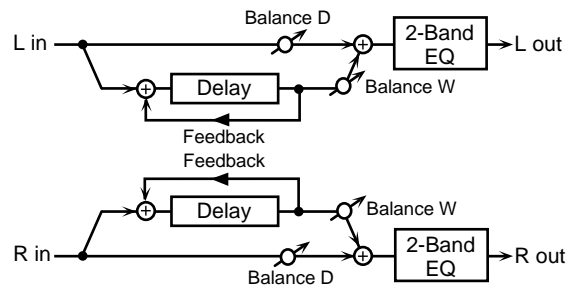 Balance D
L in
2-Band
EQ
L out
+
+
Delay
Balance W
Feedback
Feedback
+
Delay
Balance W
R in
+
2-Band
EQ
R out
Balance D